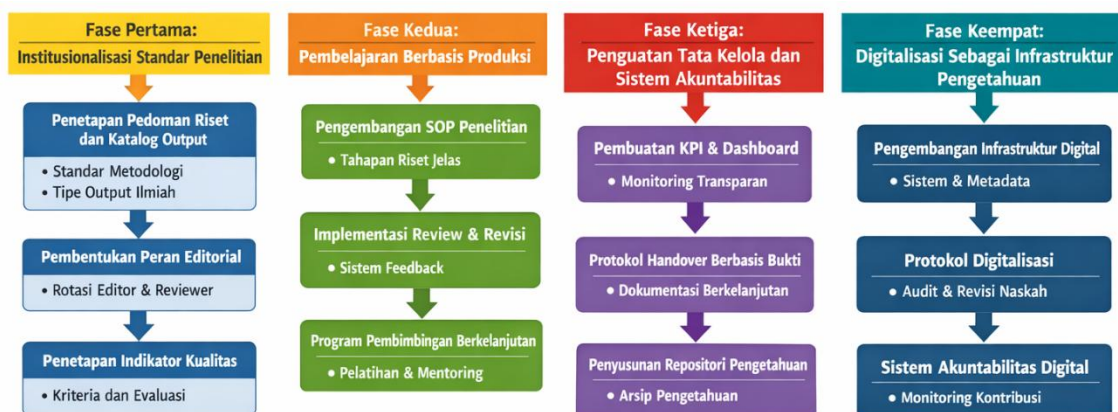 Fase Pertama:
Institusionalisasi Standar Penelitian
Penetapan Pedoman Riset
dan Katalog Output
• Standar Metodologi
• Tipe Output Ilmiah
Pembentukan Peran Editorial
• Rotasi Editor & Reviewer
Penetapan Indikator Kualitas
• Kriteria dan Evaluasi
Fase Kedua:
Pembelajaran Berbasis Produksi
Pengembangan SOP Penelitian
• Tahapan Riset Jelas
Implementasi Review & Revisi
• Sistem Feedback
Program Pembimbingan Berkelanjutan
• Pelatihan & Mentoring
Fase Ketiga:
Penguatan Tata Kelola dan
Sistem Akuntabilitas
Pembuatan KPI & Dashboard
• Monitoring Transparan
Protokol Handover Berbasis Bukti
• Dokumentasi Berkelanjutan
Penyusunan Repositori Pengetahuan
• Arsip Pengetahuan
Fase Keempat:
Digitalisasi Sebagai Infrastruktur
Pengetahuan
Pengembangan Infrastruktur Digital
• Sistem & Metadata
Protokol Digitalisasi
• Audit & Revisi Naskah
Sistem Akuntabilitas Digital
• Monitoring Kontribusi